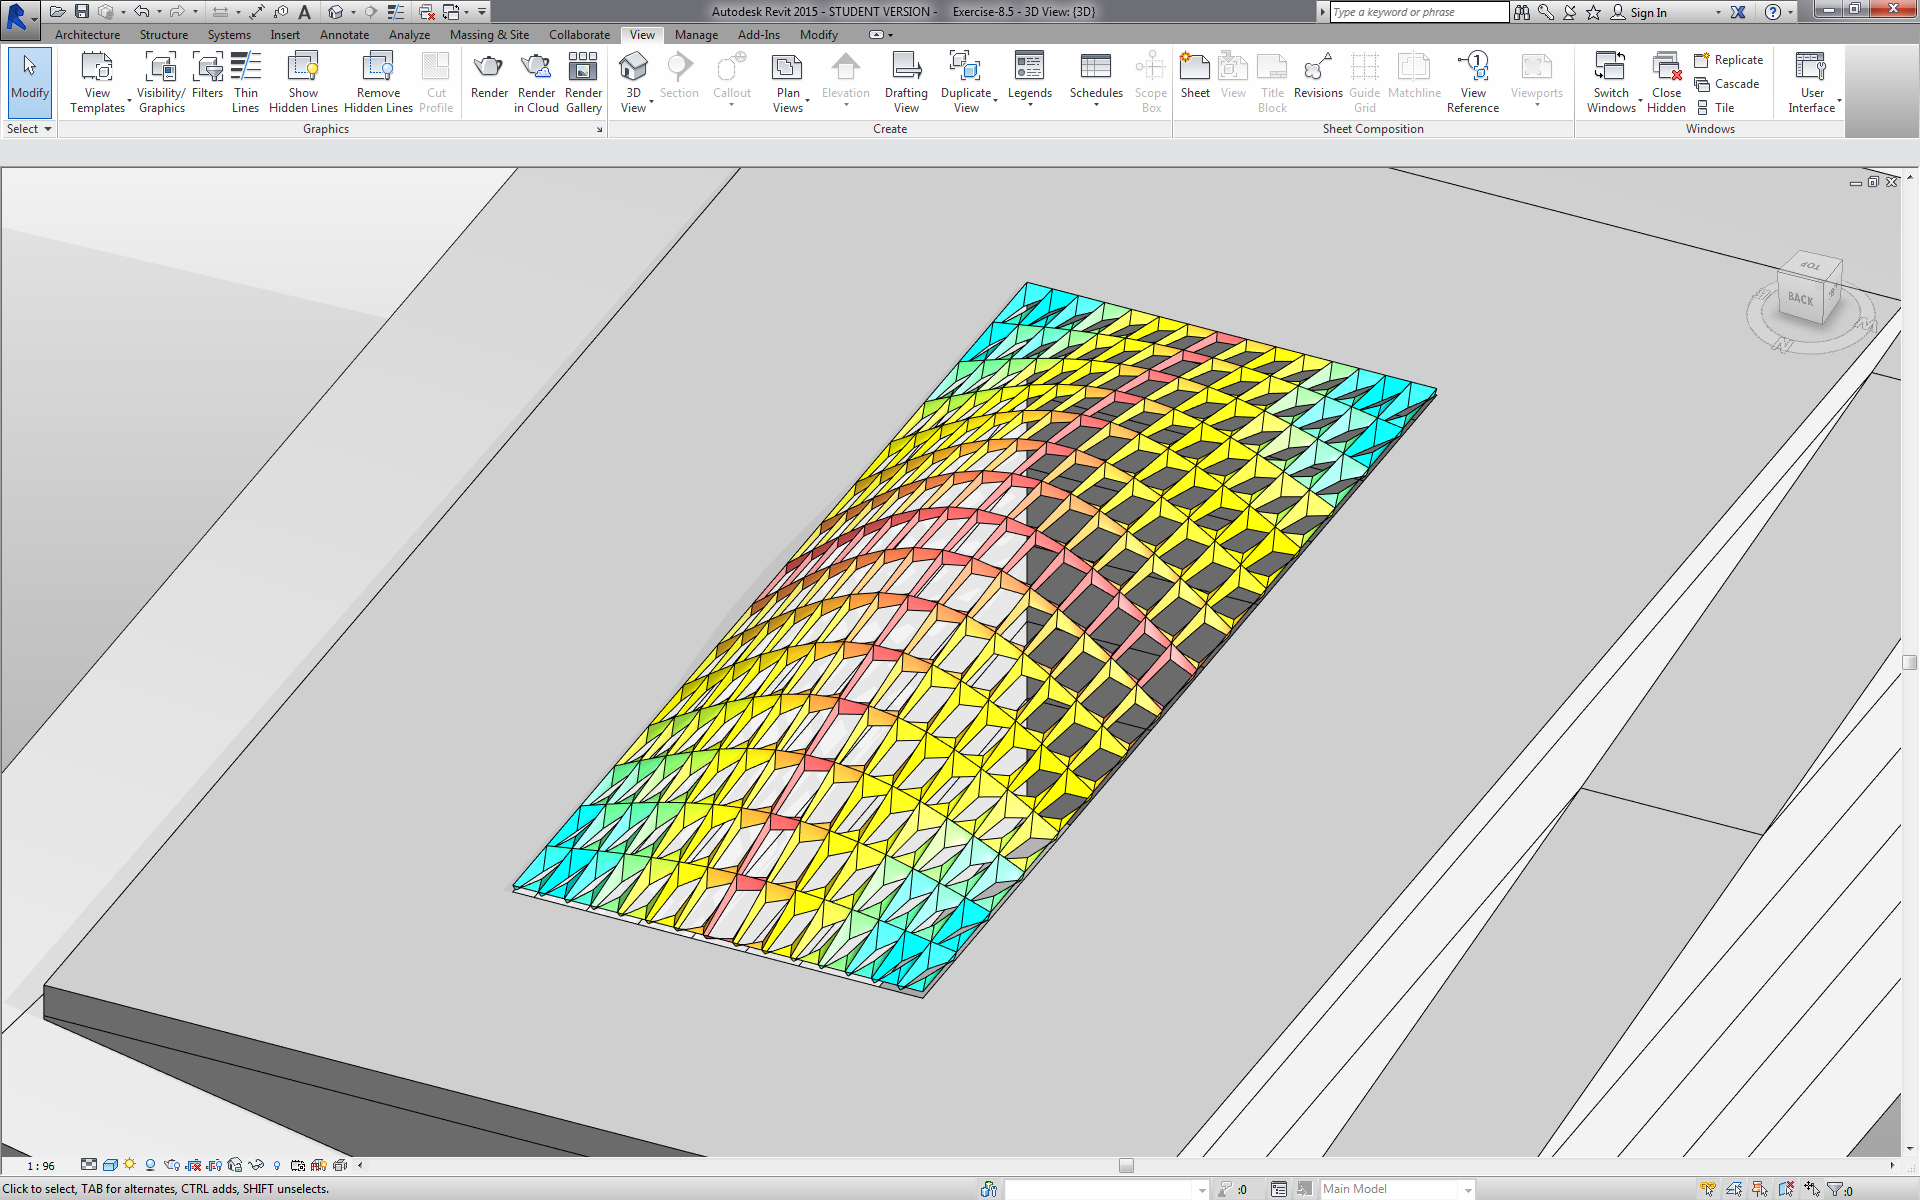 Autodesk Revit 2015 - STUDENT VERSION - Exercise-8.5 - 3D View: {3D}
Type a keyword or phrase
Sign In
Architecture Structure Systems Insert Annotate Analyze Massing & Site Collaborate View Manage Add-Ins Modify
Modify
View Templates
Visibility/ Graphics
Filters
Thin Lines
Show Hidden Lines
Remove Hidden Lines
Cut Profile
Render
Render in Cloud
Render Gallery
3D View
Section
Callout
Plan Views
Elevation
Drafting View
Duplicate View
Legends
Schedules
Scope Box
Sheet
View
Title Block
Revisions
Guide Grid
Matchline
View Reference
Viewports
Switch Windows
Close Hidden
Replicate
Cascade
Tile
User Interface
Select Graphics Create Sheet Composition Windows
TOP
BACK
N
1 : 96
Click to select, TAB for alternates, CTRL adds, SHIFT unselects.
:0
Main Model
:0